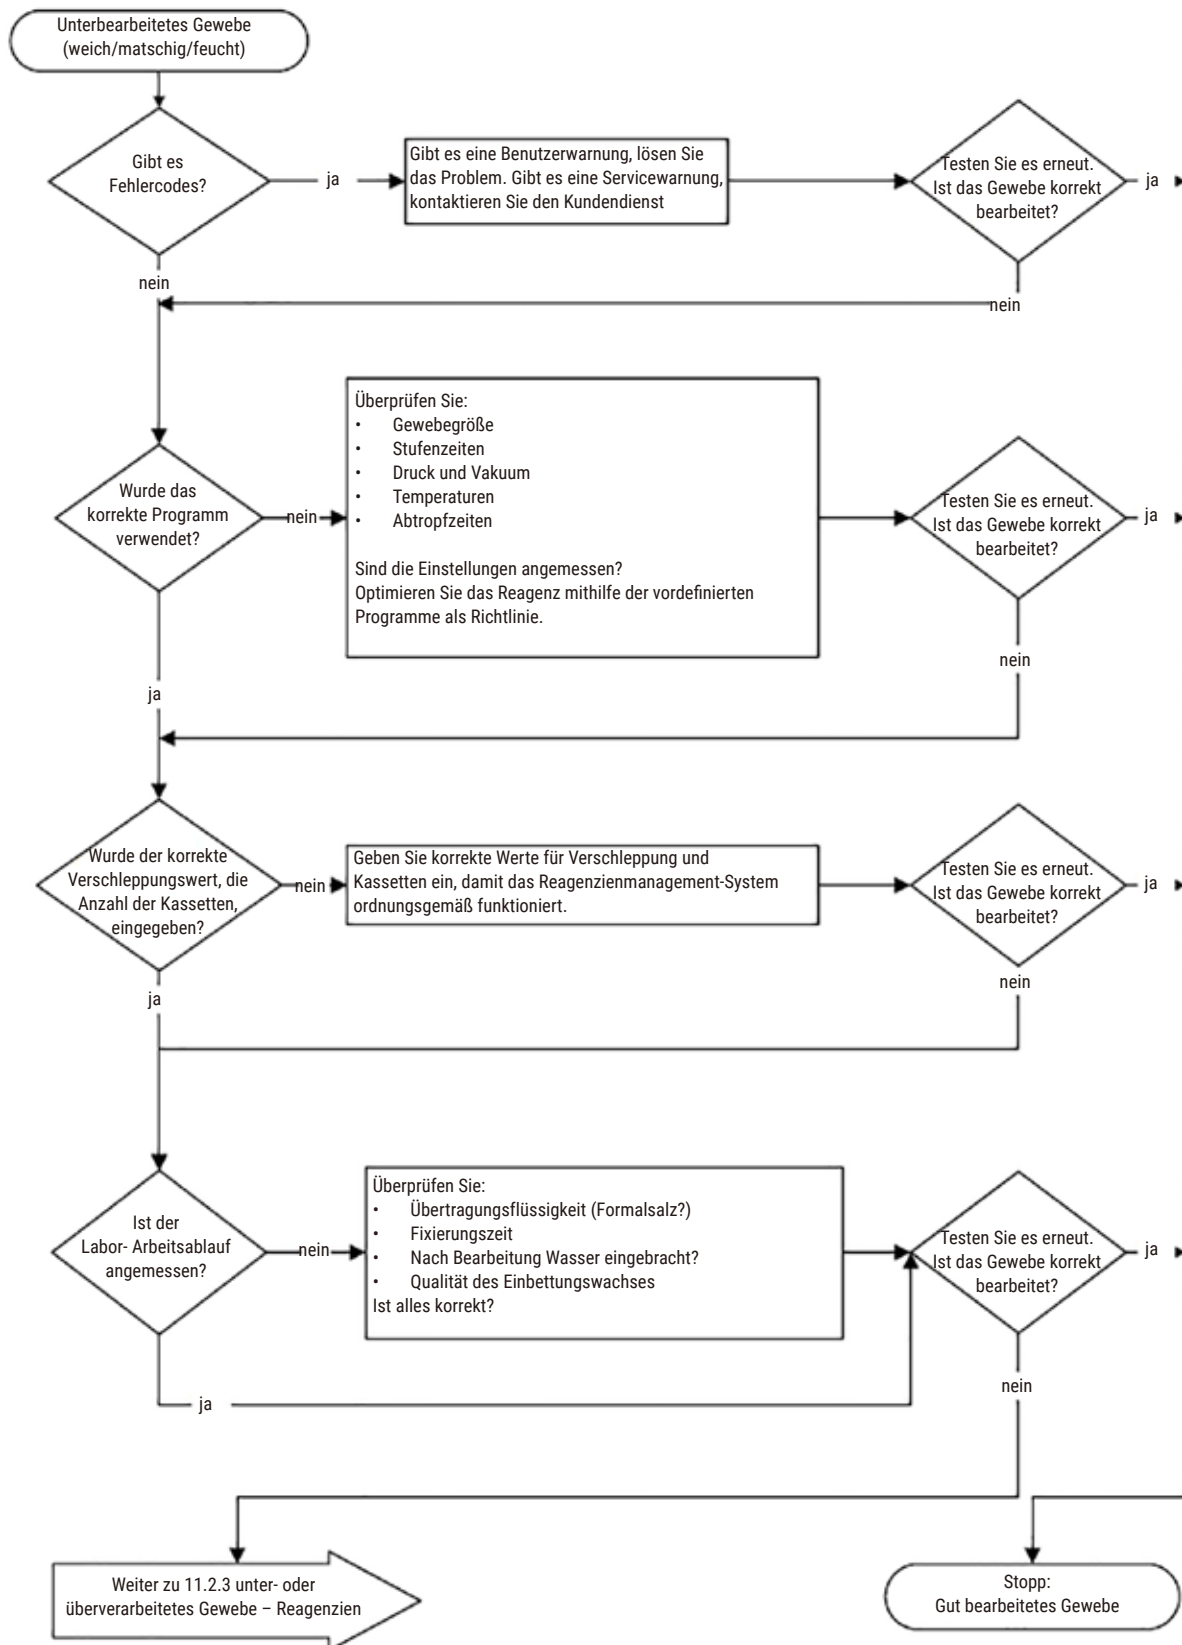 Unterbearbeitetes Gewebe
(weich/matschig/feucht)
Gibt es
Fehlercodes?
ja
Gibt es eine Benutzerwarnung, lösen Sie
das Problem. Gibt es eine Servicewarnung,
kontaktieren Sie den Kundendienst
Testen Sie es erneut.
Ist das Gewebe korrekt
bearbeitet?
ja
nein
nein
Wurde das
korrekte Programm
verwendet?
nein
Überprüfen Sie:
• Gewebegröße
• Stufenzeiten
• Druck und Vakuum
• Temperaturen
• Abtropfzeiten
Sind die Einstellungen angemessen?
Optimieren Sie das Reagenz mithilfe der vordefinierten
Programme als Richtlinie.
Testen Sie es erneut.
Ist das Gewebe korrekt
bearbeitet?
ja
nein
ja
Wurde der korrekte
Verschleppungswert, die
Anzahl der Kassetten,
eingegeben?
nein
Geben Sie korrekte Werte für Verschleppung und
Kassetten ein, damit das Reagenzienmanagement-System
ordnungsgemäß funktioniert.
Testen Sie es erneut.
Ist das Gewebe korrekt
bearbeitet?
ja
nein
ja
Ist der
Labor- Arbeitsablauf
angemessen?
nein
Überprüfen Sie:
• Übertragungsflüssigkeit (Formalsalz?)
• Fixierungszeit
• Nach Bearbeitung Wasser eingebracht?
• Qualität des Einbettungswachses
Ist alles korrekt?
Testen Sie es erneut.
Ist das Gewebe korrekt
bearbeitet?
ja
nein
ja
Weiter zu 11.2.3 unter- oder
überverarbeitetes Gewebe – Reagenzien
Stopp:
Gut bearbeitetes Gewebe